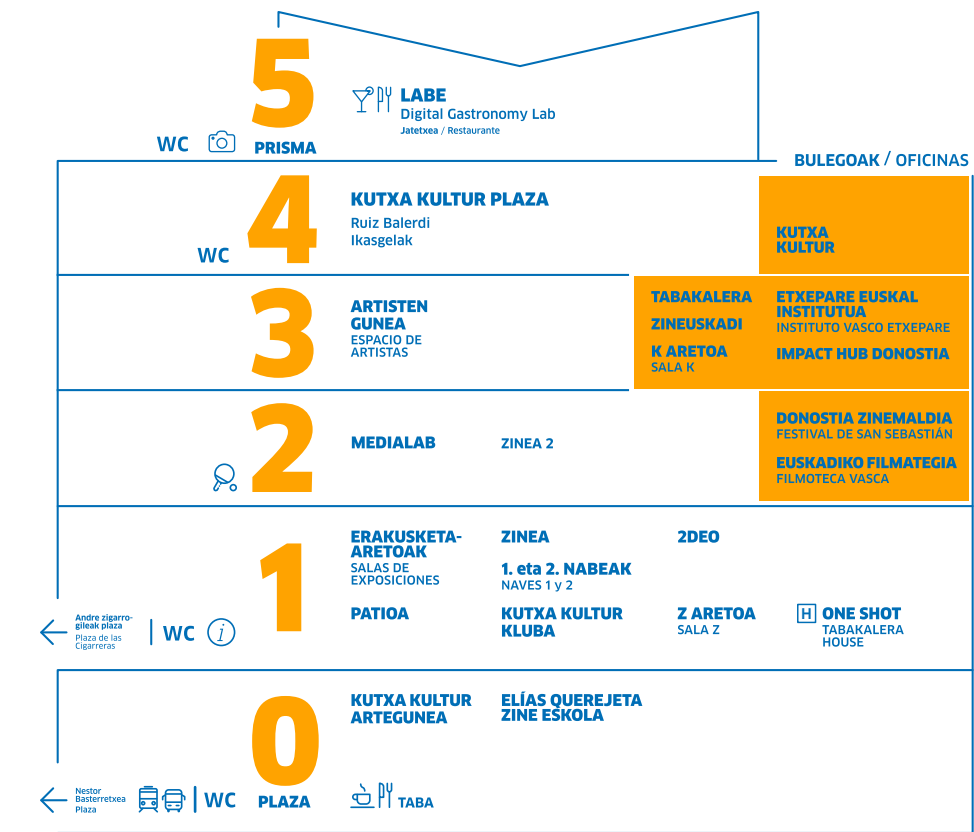 5
LABE
Digital Gastronomy Lab
Jatetxea / Restaurante
WC
PRISMA
BULEGOAK / OFICINAS
4
KUTXA KULTUR PLAZA
Ruiz Balerdi
Ikasgelak
WC
KUTXA
KULTUR
3
ARTISTEN
GUNEA
ESPACIO DE
ARTISTAS
TABAKALERA
ZINEUSKADI
K ARETOA
SALA K
ETXEPARE EUSKAL
INSTITUTUA
INSTITUTO VASCO ETXEPARE
IMPACT HUB DONOSTIA
2
MEDIALAB
ZINEA 2
DONOSTIA ZINEMALDIA
FESTIVAL DE SAN SEBASTIÁN
EUSKADIKO FILMATEGIA
FILMOTECA VASCA
1
ERAKUSKETA-
ARETOAK
SALAS DE
EXPOSICIONES
ZINEA
2DEO
1. eta 2. NABEAK
NAVES 1 y 2
PATIOA
KUTXA KULTUR
KLUBA
Z ARETOA
SALA Z
H ONE SHOT
TABAKALERA
HOUSE
Andre zigarro-
gileak plaza
Plaza de las
Cigarreras
WC
i
0
KUTXA KULTUR
ARTEGUNEA
ELÍAS QUEREJETA
ZINE ESKOLA
Nestor
Basterretxea
Plaza
WC
PLAZA
TABA